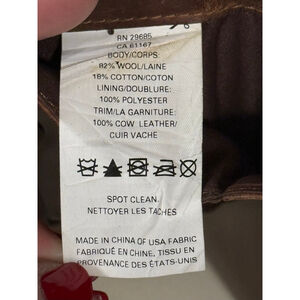 RN 29685
CA 61167
BODY/CORPS:
82% WOOL/LAINE
18% COTTON/COTON
LINING/DOUBLURE:
100% POLYESTER
TRIM/LA GARNITURE:
100% COW LEATHER/
CUIR VACHE
SPOT CLEAN.
NETTOYER LES TACHES
MADE IN CHINA OF USA FABRIC
FABRIQUÉ EN CHINE, TISSU EN
PROVENANCE DES ÉTATS-UNIS